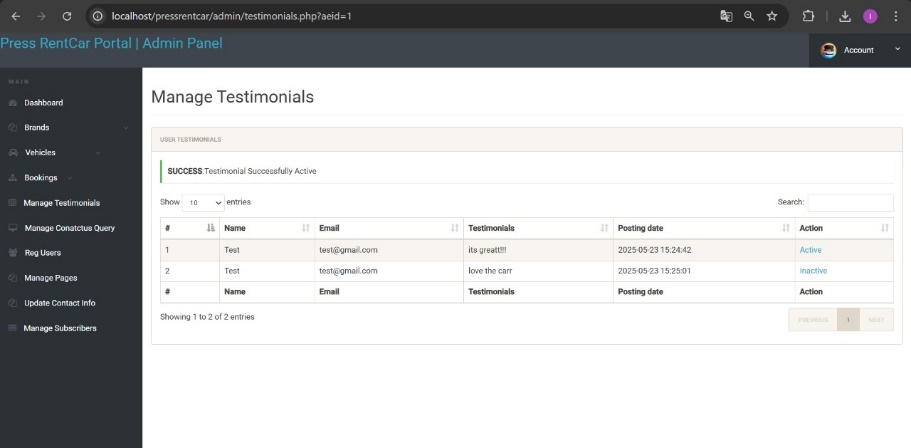 localhost/pressrentcar/admin/testimonials.php?aeid=1
I
Press RentCar Portal | Admin Panel
Account
MAIN
Dashboard
Brands
Vehicles
Bookings
Manage Testimonials
Manage Conatctus Query
Reg Users
Manage Pages
Update Contact Info
Manage Subscribers
Manage Testimonials
USER TESTIMONIALS
SUCCESS:Testimonial Successfully Active
Show 10 entries Search:
# Name Email Testimonials Posting date Action
1 Test test@gmail.com its greatt!!! 2025-05-23 15:24:42 Active
2 Test test@gmail.com love the carr 2025-05-23 15:25:01 Inactive
# Name Email Testimonials Posting date Action
Showing 1 to 2 of 2 entries
PREVIOUS 1 NEXT